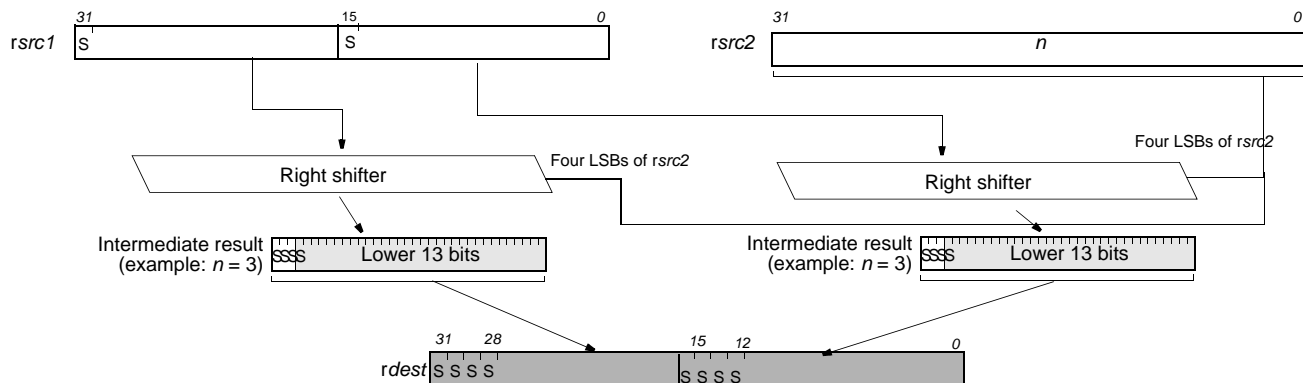 31 15 0 31 0
rsrc1 S S rsrc2 n
Four LSBs of rsrc2 Four LSBs of rsrc2
Right shifter Right shifter
Intermediate result
(example: n = 3)
SSSS Lower 13 bits
Intermediate result
(example: n = 3)
SSSS Lower 13 bits
31 28 15 12 0
rdest S S S S S S S S